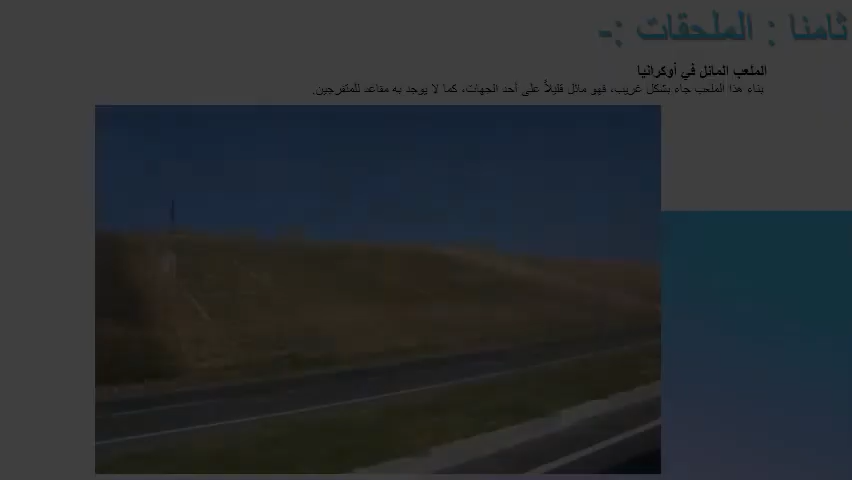 ثامنا : الملحقات :-
الملعب المائل في أوكرانيا
بناء هذا الملعب جاء بشكل غريب، فهو مائل قليلاً على أحد الجهات، كما لا يوجد به مقاعد للمتفرجين.